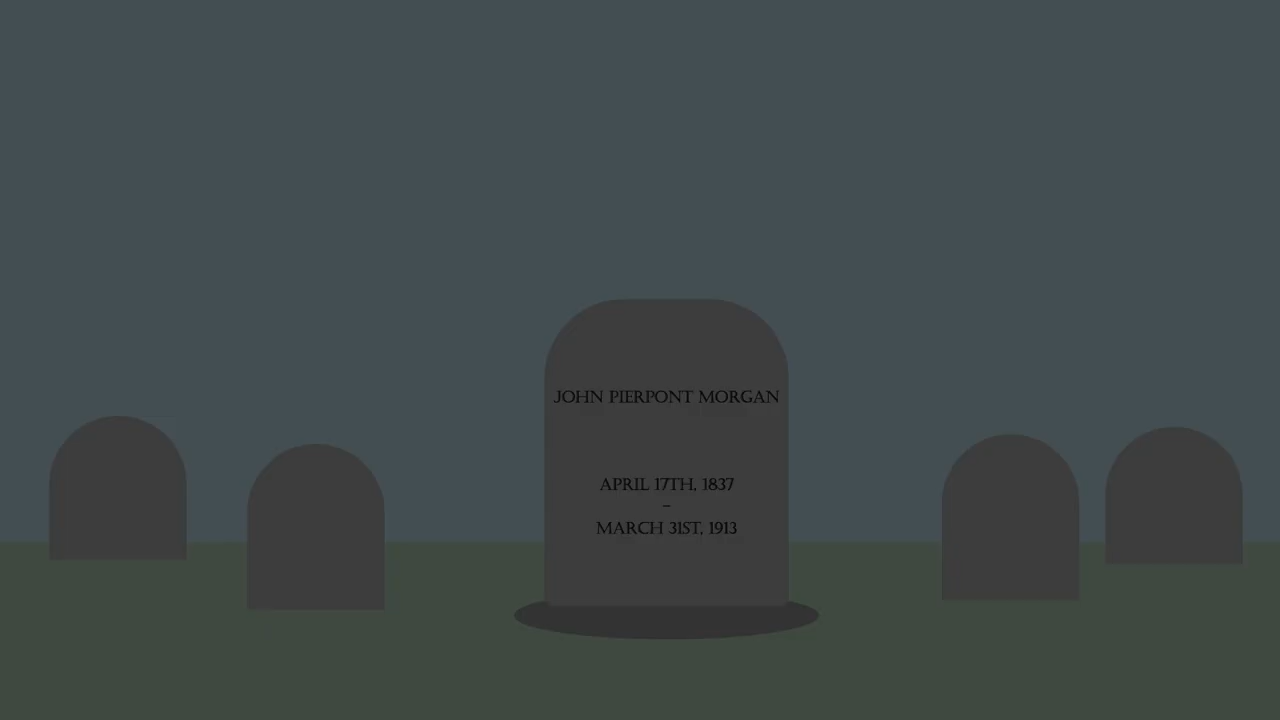 JOHN PIERPONT MORGAN
APRIL 17TH, 1837
–
MARCH 31ST, 1913